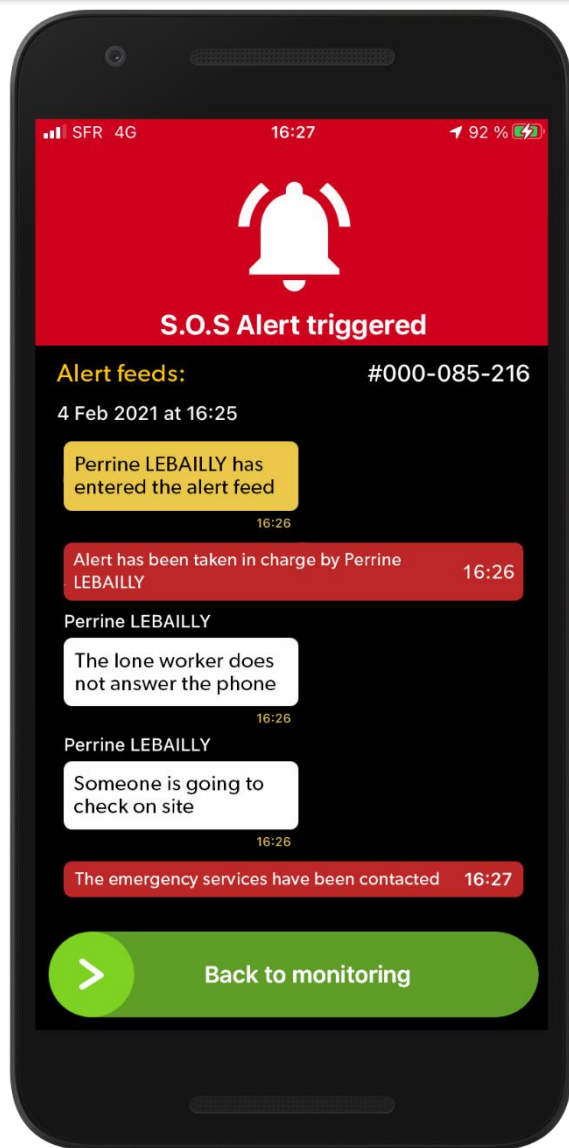 SFR 4G 16:27 92 %
S.O.S Alert triggered
Alert feeds: #000-085-216
4 Feb 2021 at 16:25
Perrine LEBAILLY has
entered the alert feed
16:26
Alert has been taken in charge by Perrine
LEBAILLY 16:26
Perrine LEBAILLY
The lone worker does
not answer the phone
16:26
Perrine LEBAILLY
Someone is going to
check on site
16:26
The emergency services have been contacted 16:27
Back to monitoring